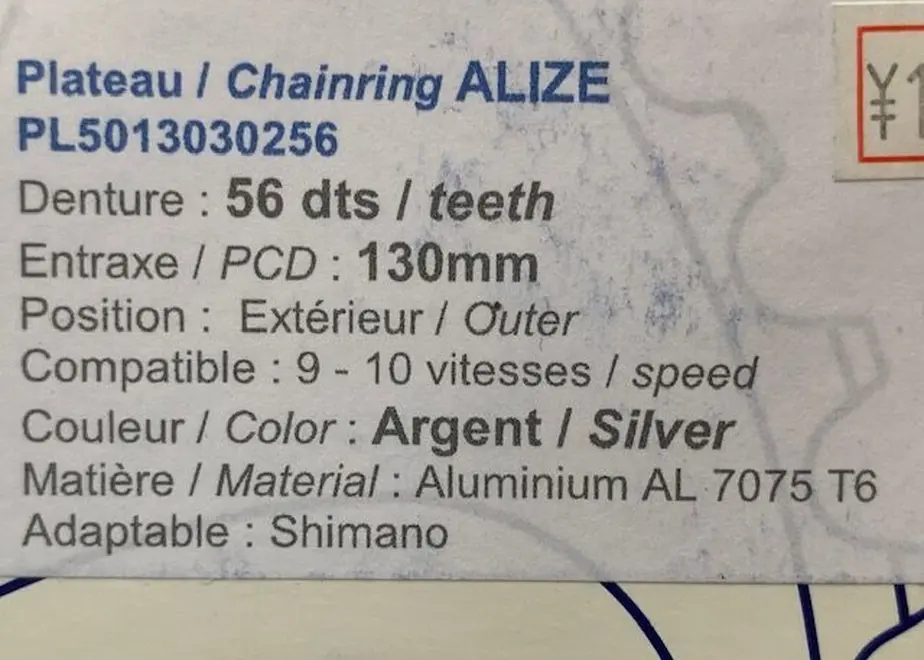 Plateau / Chainring ALIZE
PL5013030256
Denture : 56 dts / teeth
Entraxe / PCD : 130mm
Position : Extérieur / Outer
Compatible : 9 - 10 vitesses / speed
Couleur / Color : Argent / Silver
Matière / Material : Aluminium AL 7075 T6
Adaptable : Shimano